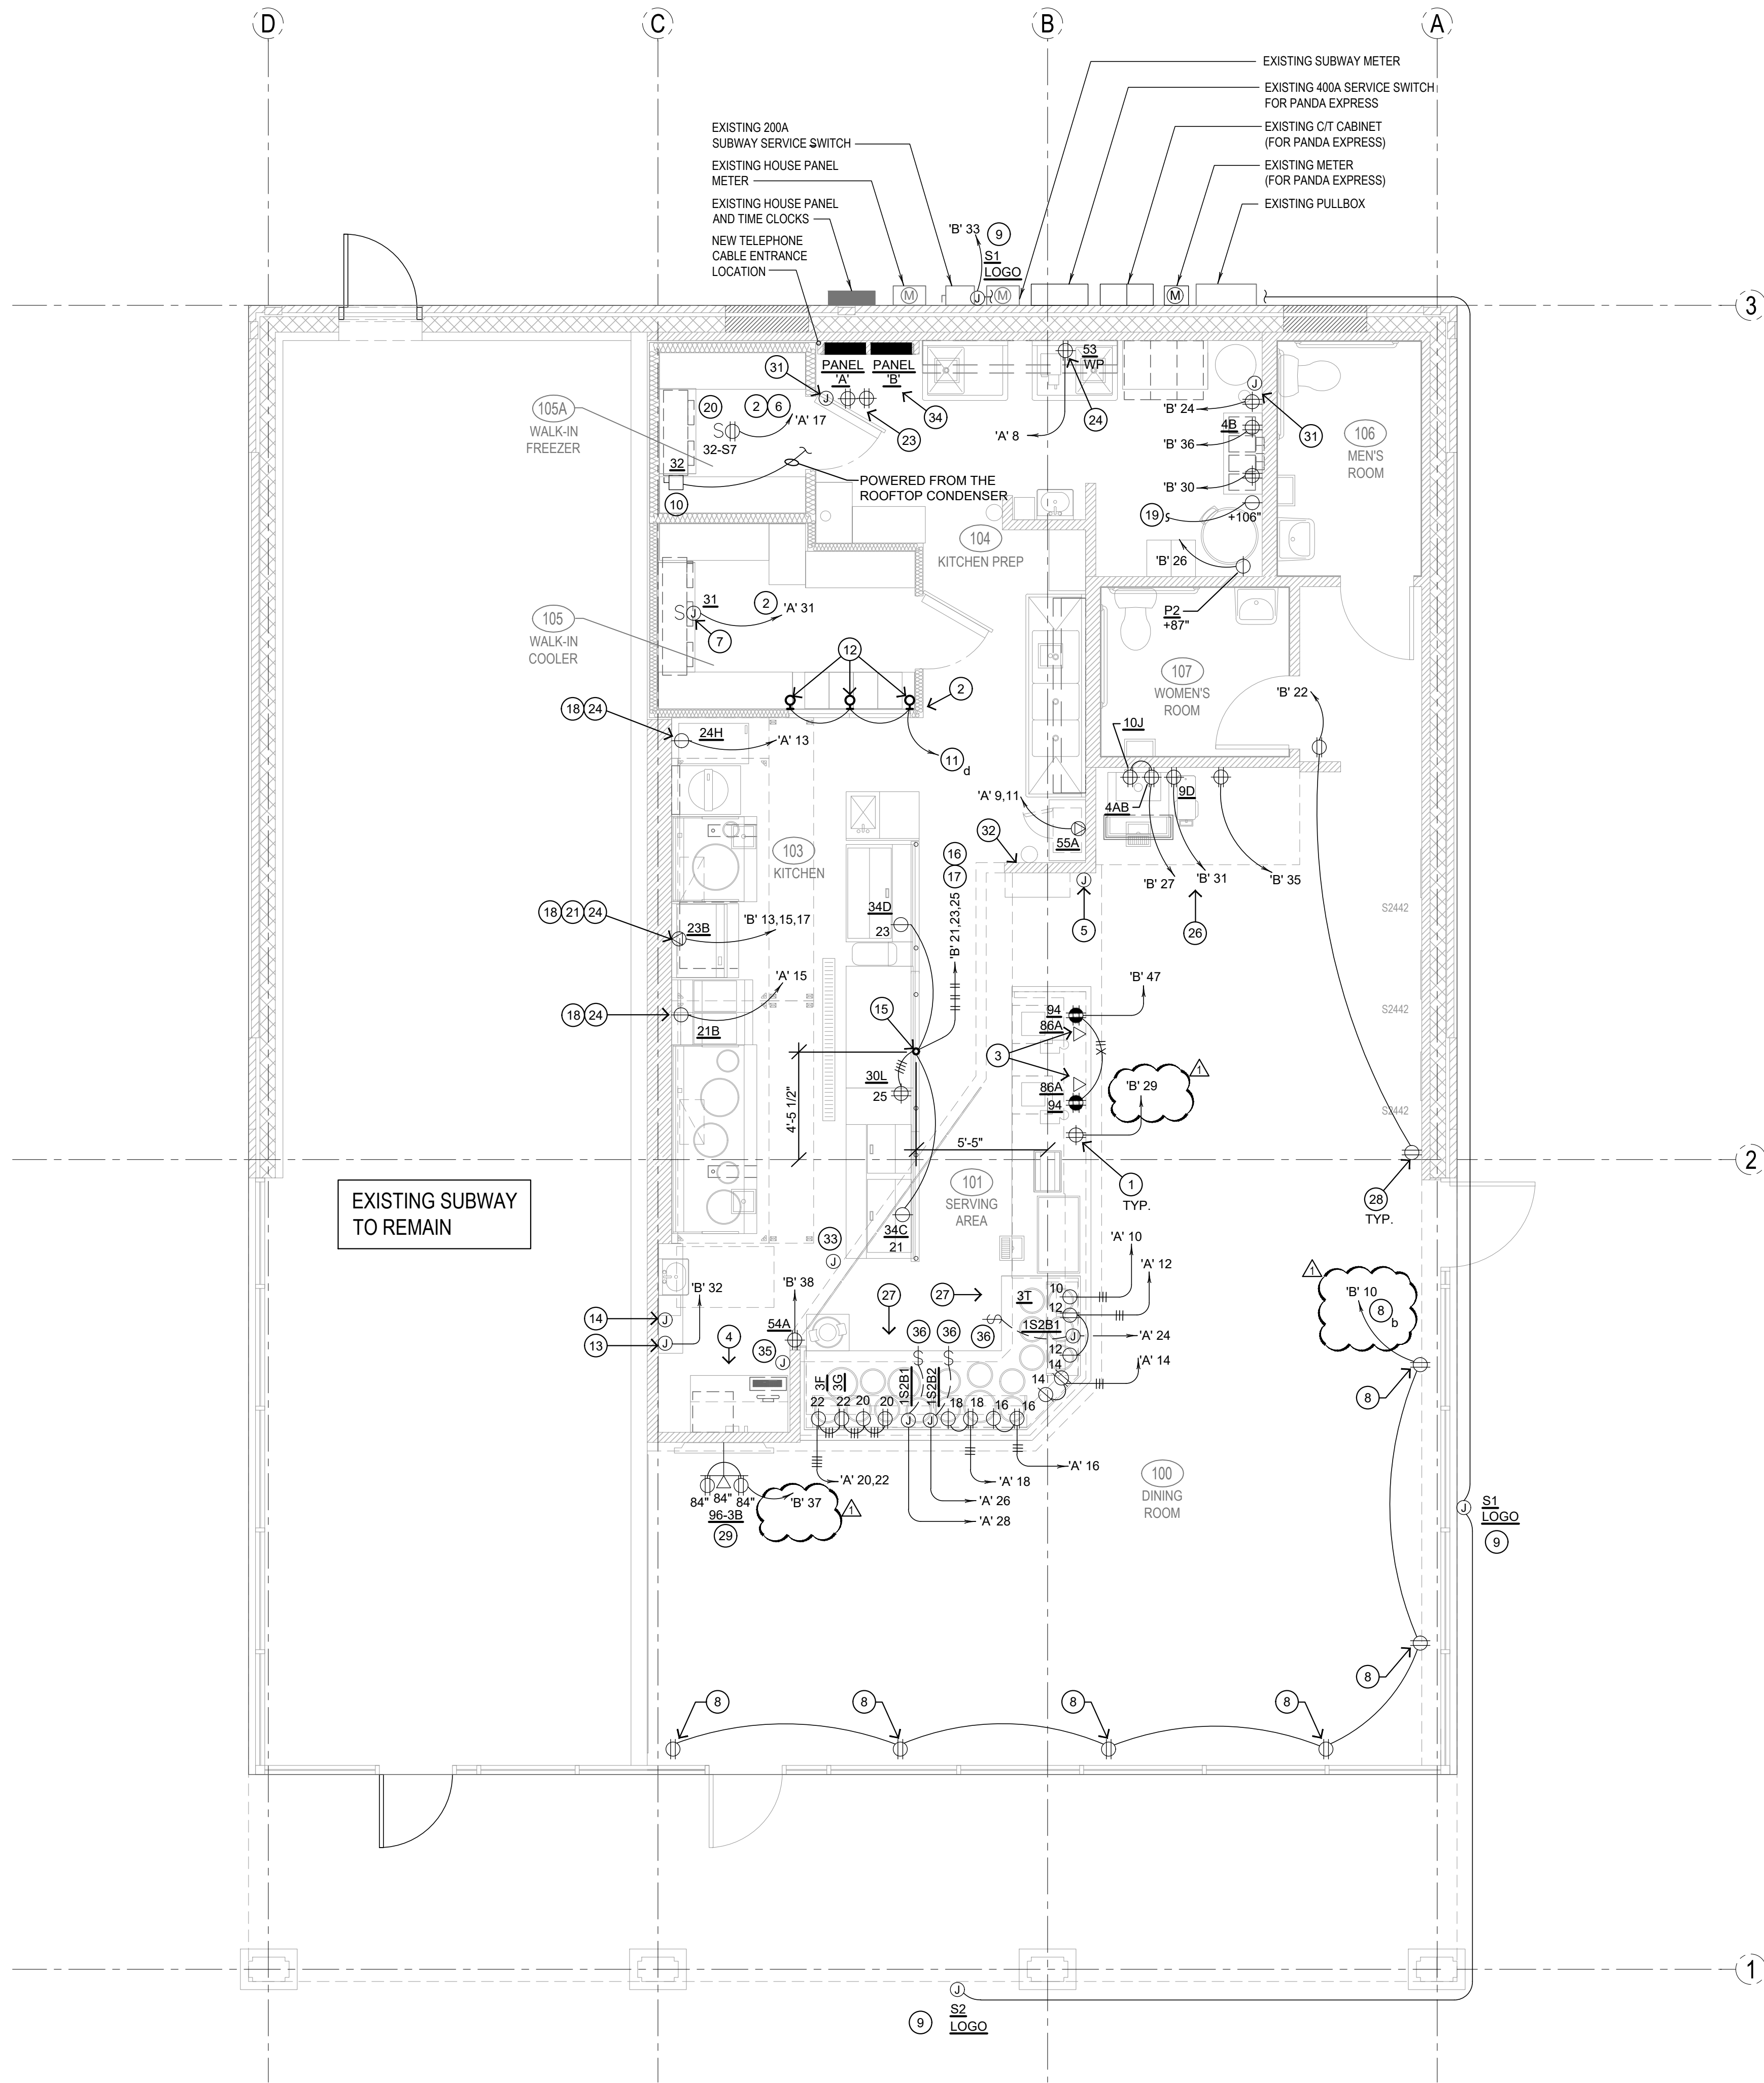 D
C
B
A
EXISTING SUBWAY METER
EXISTING 400A SERVICE SWITCH
FOR PANDA EXPRESS
EXISTING C/T CABINET
(FOR PANDA EXPRESS)
EXISTING METER
(FOR PANDA EXPRESS)
EXISTING PULLBOX
EXISTING 200A
SUBWAY SERVICE SWITCH
EXISTING HOUSE PANEL
METER
EXISTING HOUSE PANEL
AND TIME CLOCKS
NEW TELEPHONE
CABLE ENTRANCE
LOCATION
'B' 33
9
S1
LOGO
M
J
M
M
3
31
J
PANEL
'A'
PANEL
'B'
34
23
53
WP
24
'A' 8
J
'B' 24
4B
31
'B' 36
'B' 30
19
+106"
'B' 26
P2
+87"
106
MEN'S
ROOM
105A
WALK-IN
FREEZER
20
2
6
'A' 17
S
32-S7
32
10
POWERED FROM THE
ROOFTOP CONDENSER
104
KITCHEN PREP
105
WALK-IN
COOLER
31
S
J
2
'A' 31
7
12
2
107
WOMEN'S
ROOM
'B' 22
10J
18
24
24H
'A' 13
11
d
'A' 9,11
4AB
9D
32
55A
103
KITCHEN
16
17
J
5
'B' 27
'B' 31
'B' 35
26
S2442
18
21
24
23B
'B' 13,15,17
34D
23
'B' 21,23,25
'A' 15
18
24
21B
15
94
86A
'B' 47
S2442
3
86A
94
'B' 29
1
S2442
30L
25
4'-5 1/2"
5'-5"
2
1
TYP.
28
TYP.
EXISTING SUBWAY
TO REMAIN
101
SERVING
AREA
34C
21
33
J
'A' 10
'A' 12
'B' 32
'B' 38
27
27
3T
10
12
14
J
13
J
4
54A
35
J
36
36
36
1S2B1
J
'A' 24
12
14
14
'A' 14
1
'B' 10
8
b
8
3F
3G
1S2B1
1S2B2
22
22
20
20
J
J
18
18
16
16
'A' 20,22
'A' 16
'A' 18
'A' 26
'A' 28
84"
84"
84"
96-3B
29
'B' 37
1
100
DINING
ROOM
J
S1
LOGO
9
8
8
8
8
8
1
J
S2
LOGO
9